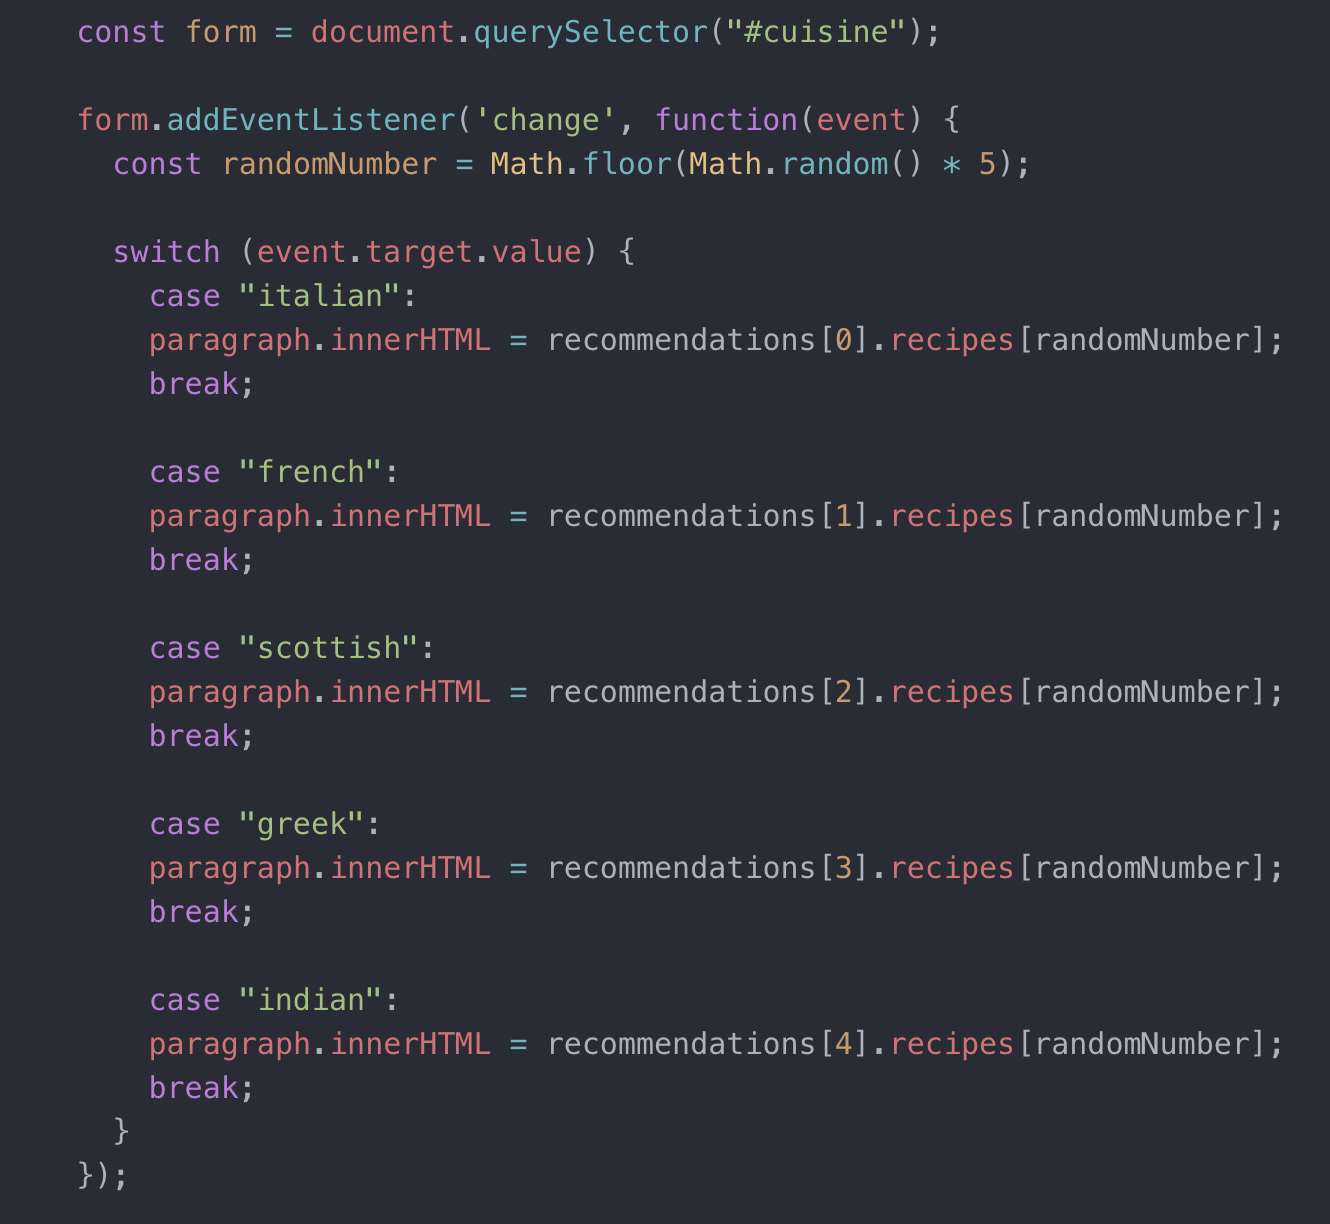 const form = document.querySelector("#cuisine");

form.addEventListener('change', function(event) {
  const randomNumber = Math.floor(Math.random() * 5);

  switch (event.target.value) {
    case "italian":
    paragraph.innerHTML = recommendations[0].recipes[randomNumber];
    break;

    case "french":
    paragraph.innerHTML = recommendations[1].recipes[randomNumber];
    break;

    case "scottish":
    paragraph.innerHTML = recommendations[2].recipes[randomNumber];
    break;

    case "greek":
    paragraph.innerHTML = recommendations[3].recipes[randomNumber];
    break;

    case "indian":
    paragraph.innerHTML = recommendations[4].recipes[randomNumber];
    break;
  }
});